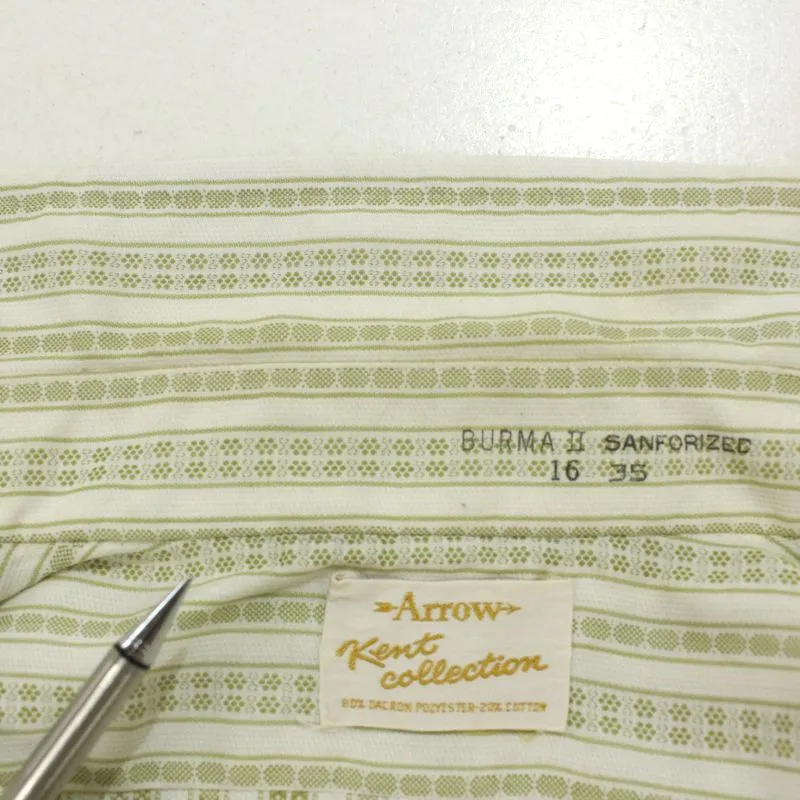 BURMA II SANFORIZED
16 35
Arrow
Kent
collection
80% DACRON POLYESTER-20% COTTON